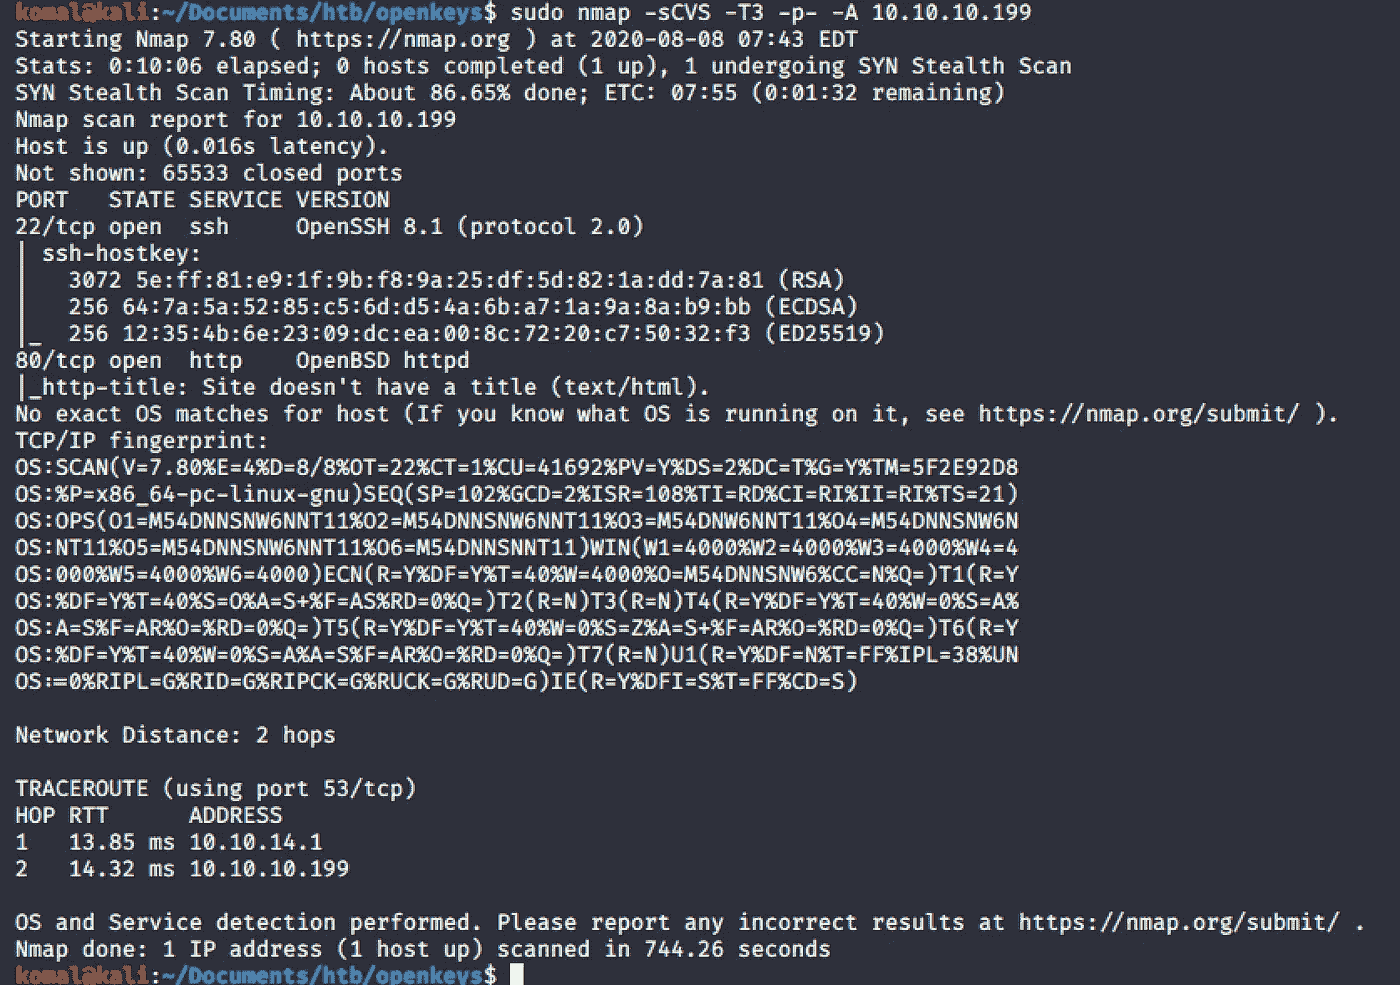 komal@kali:~/Documents/htb/openkeys$ sudo nmap -sCVS -T3 -p- -A 10.10.10.199
Starting Nmap 7.80 ( https://nmap.org ) at 2020-08-08 07:43 EDT
Stats: 0:10:06 elapsed; 0 hosts completed (1 up), 1 undergoing SYN Stealth Scan
SYN Stealth Scan Timing: About 86.65% done; ETC: 07:55 (0:01:32 remaining)
Nmap scan report for 10.10.10.199
Host is up (0.016s latency).
Not shown: 65533 closed ports
PORT   STATE SERVICE VERSION
22/tcp open  ssh     OpenSSH 8.1 (protocol 2.0)
| ssh-hostkey:
|   3072 5e:ff:81:e9:1f:9b:f8:9a:25:df:5d:82:1a:dd:7a:81 (RSA)
|   256 64:7a:5a:52:85:c5:6d:d5:4a:6b:a7:1a:9a:8a:b9:bb (ECDSA)
|_  256 12:35:4b:6e:23:09:dc:ea:00:8c:72:20:c7:50:32:f3 (ED25519)
80/tcp open  http    OpenBSD httpd
|_http-title: Site doesn't have a title (text/html).
No exact OS matches for host (If you know what OS is running on it, see https://nmap.org/submit/ ).
TCP/IP fingerprint:
OS:SCAN(V=7.80%E=4%D=8/8%OT=22%CT=1%CU=41692%PV=Y%DS=2%DC=T%G=Y%TM=5F2E92D8
OS:%P=x86_64-pc-linux-gnu)SEQ(SP=102%GCD=2%ISR=108%TI=RD%CI=RI%II=RI%TS=21)
OS:OPS(O1=M54DNNSNW6NNT11%O2=M54DNNSNW6NNT11%O3=M54DNW6NNT11%O4=M54DNNSNW6N
OS:NT11%O5=M54DNNSNW6NNT11%O6=M54DNNSNNT11)WIN(W1=4000%W2=4000%W3=4000%W4=4
OS:000%W5=4000%W6=4000)ECN(R=Y%DF=Y%T=40%W=4000%O=M54DNNSNW6%CC=N%Q=)T1(R=Y
OS:%DF=Y%T=40%S=O%A=S+%F=AS%RD=0%Q=)T2(R=N)T3(R=N)T4(R=Y%DF=Y%T=40%W=0%S=A%
OS:A=S%F=AR%O=%RD=0%Q=)T5(R=Y%DF=Y%T=40%W=0%S=Z%A=S+%F=AR%O=%RD=0%Q=)T6(R=Y
OS:%DF=Y%T=40%W=0%S=A%A=S%F=AR%O=%RD=0%Q=)T7(R=N)U1(R=Y%DF=N%T=FF%IPL=38%UN
OS:=0%RIPL=G%RID=G%RIPCK=G%RUCK=G%RUD=G)IE(R=Y%DFI=S%T=FF%CD=S)
Network Distance: 2 hops
TRACEROUTE (using port 53/tcp)
HOP RTT      ADDRESS
1   13.85 ms 10.10.14.1
2   14.32 ms 10.10.10.199
OS and Service detection performed. Please report any incorrect results at https://nmap.org/submit/ .
Nmap done: 1 IP address (1 host up) scanned in 744.26 seconds
komal@kali:~/Documents/htb/openkeys$